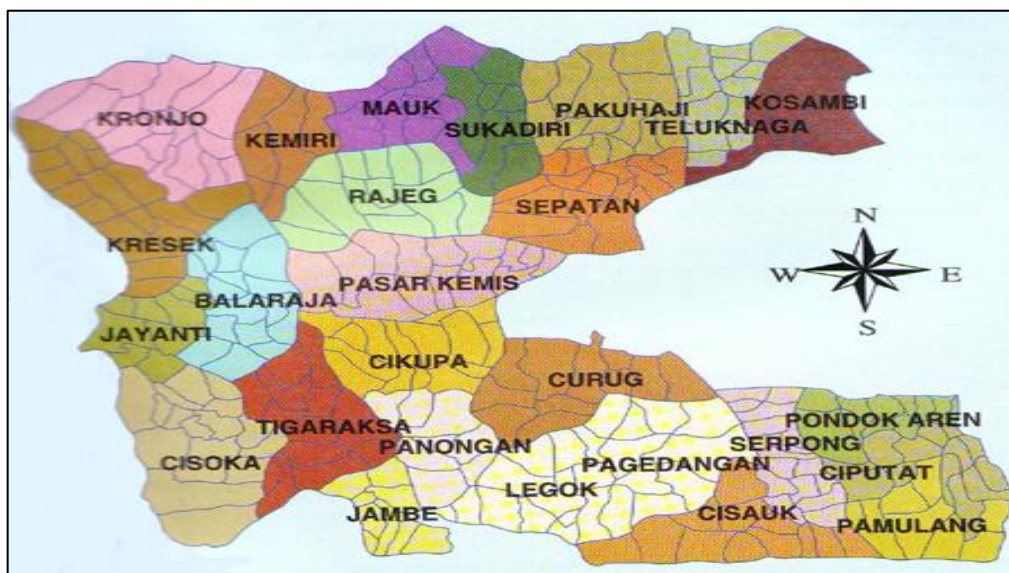 MAUK
KOSAMBI
PAKUHAJI
KRONJO
TELUKNAGA
SUKADIRI
KEMIRI
RAJEG
SEPATAN
N
KRESEK
W
E
PASAR KEMIS
BALARAJA
S
JAYANTI
CIKUPA
CURUG
TIGARAKSA
PONDOK AREN
PANONGAN
SERPONG
CISOKA
PAGEDANGAN
CIPUTAT
LEGOK
JAMBE
CISAUK
PAMULANG